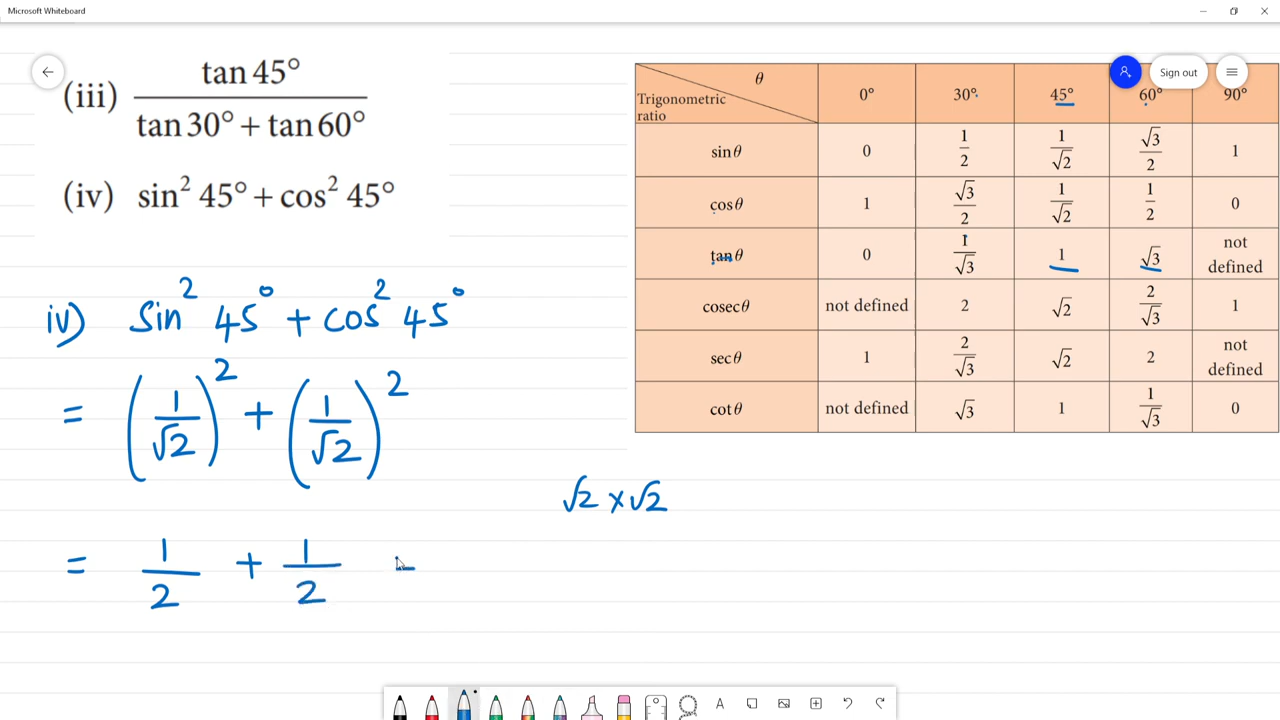 Microsoft Whiteboard
Sign out
(iii) tan 45° / tan 30° + tan 60°
(iv) sin² 45° + cos² 45°
θ
Trigonometric ratio 0° 30° 45° 60° 90°
sinθ 0 1/2 1/√2 √3/2 1
cosθ 1 √3/2 1/√2 1/2 0
tanθ 0 1/√3 1 √3 not defined
cosecθ not defined 2 √2 2/√3 1
secθ 1 2/√3 √2 2 not defined
cotθ not defined √3 1 1/√3 0
iv) Sin² 45° + cos² 45°
= (1/√2)² + (1/√2)²
√2 × √2
= 1/2 + 1/2
A